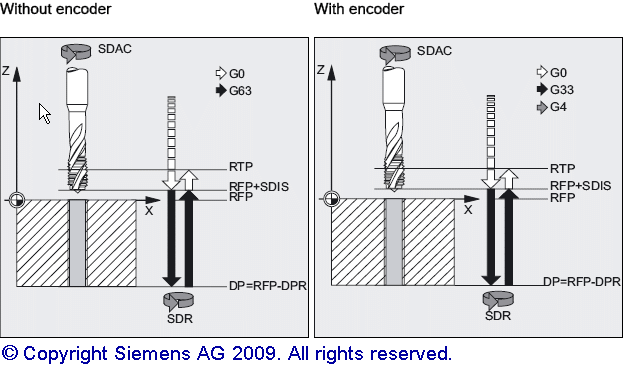 Without encoder
SDAC
Z
G0
G63
RTP
RFP+SDIS
RFP
X
DP=RFP-DPR
SDR
With encoder
SDAC
Z
G0
G33
G4
RTP
RFP+SDIS
RFP
X
DP=RFP-DPR
SDR
© Copyright Siemens AG 2009. All rights reserved.